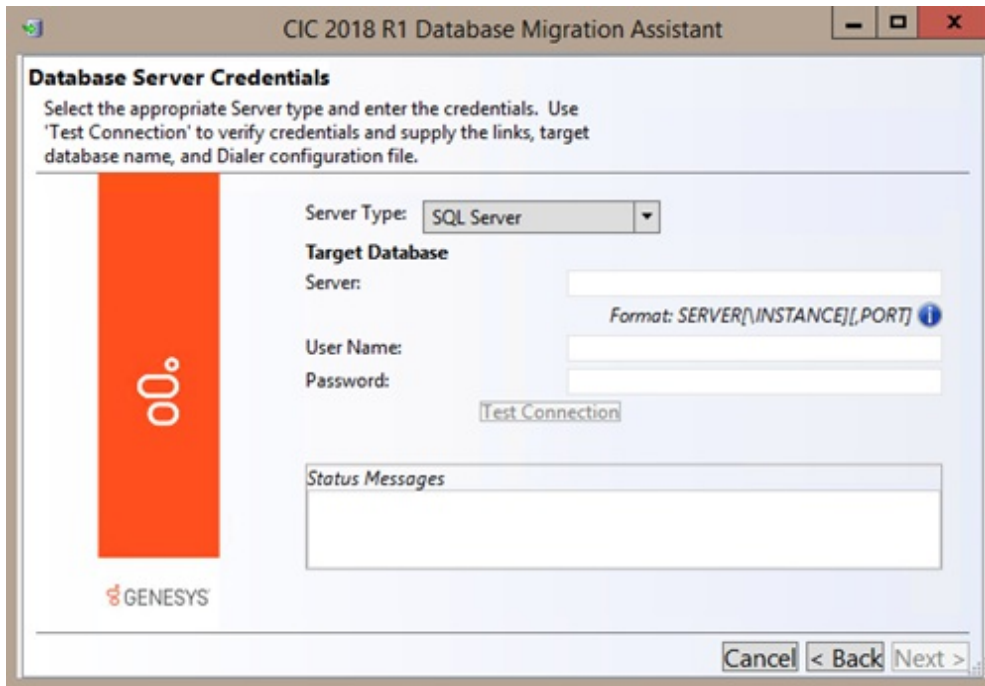 CIC 2018 R1 Database Migration Assistant
Database Server Credentials
Select the appropriate Server type and enter the credentials. Use
'Test Connection' to verify credentials and supply the links, target
database name, and Dialer configuration file.
Server Type: SQL Server
Target Database
Server:
Format: SERVER[\INSTANCE][,PORT]
User Name:
Password:
Test Connection
Status Messages
GENESYS
Cancel < Back Next >